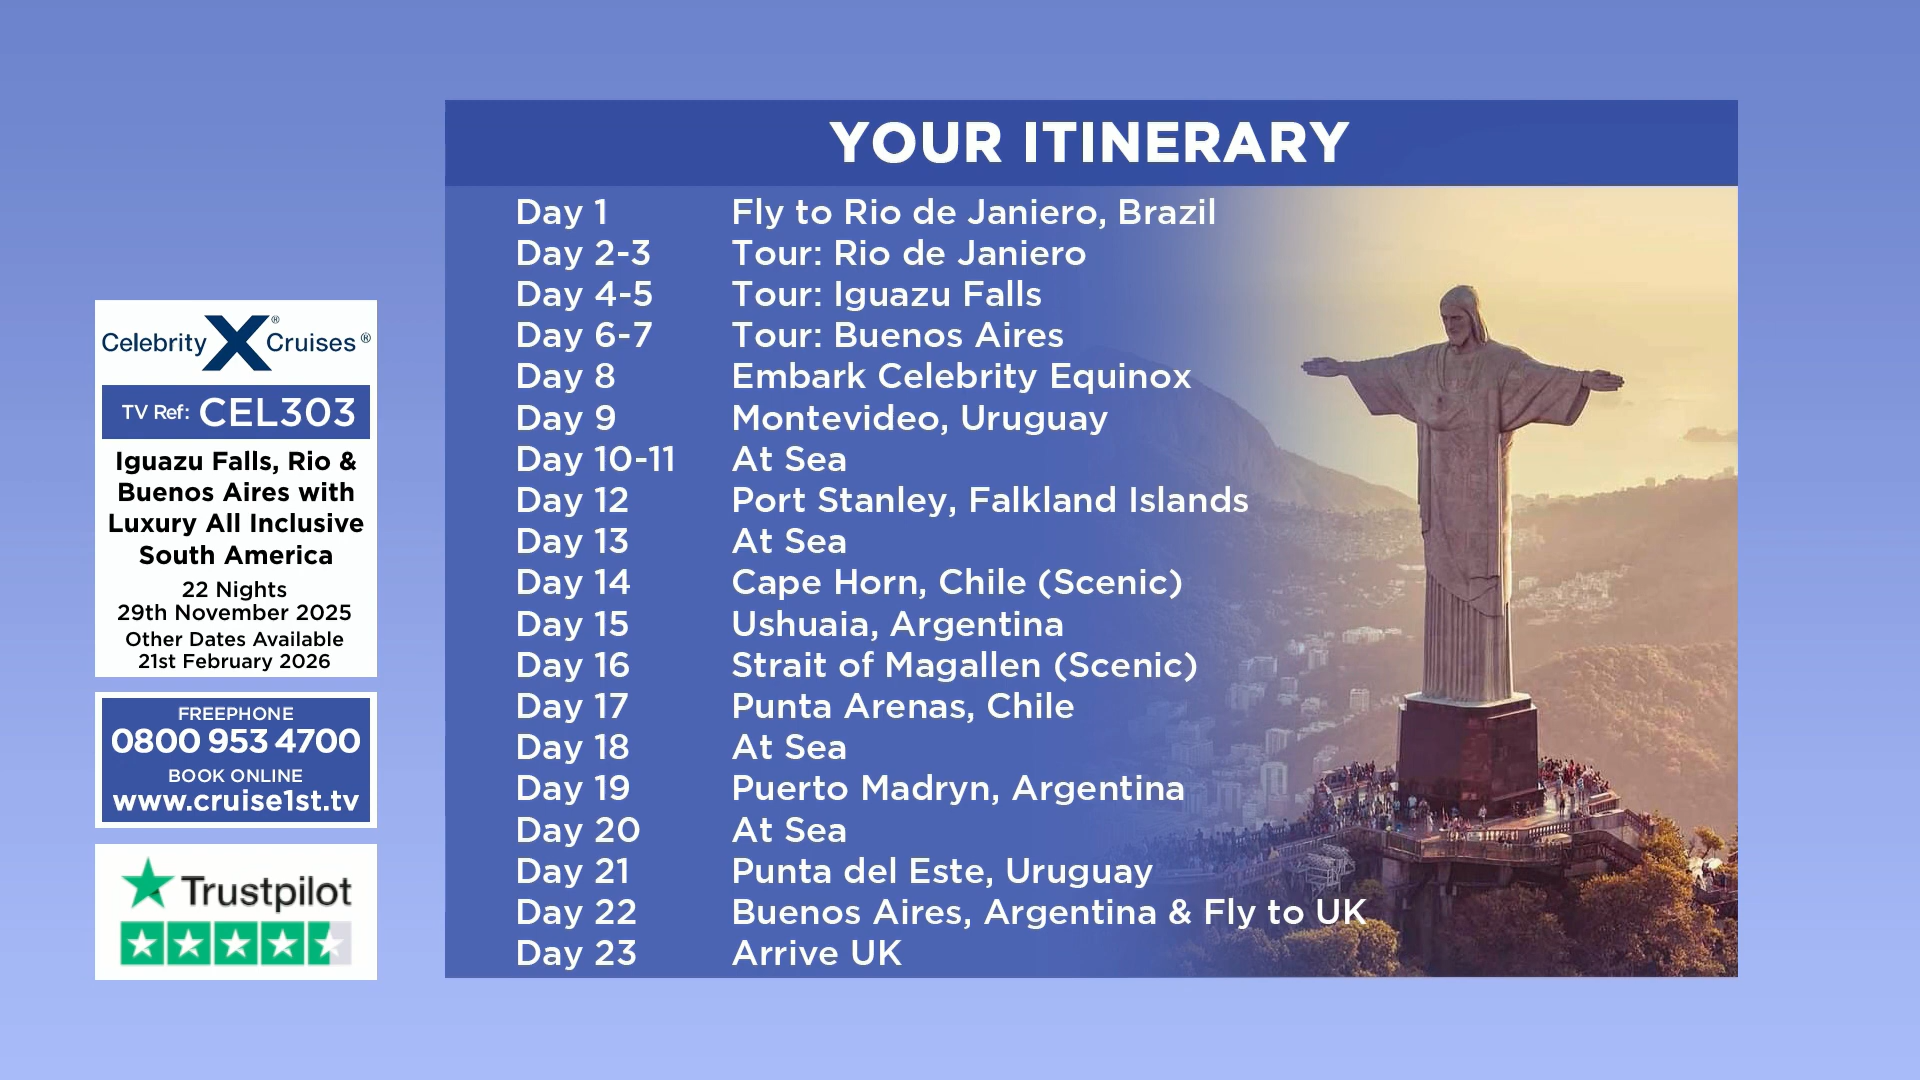 YOUR ITINERARY
Day 1 Fly to Rio de Janiero, Brazil
Day 2-3 Tour: Rio de Janiero
Day 4-5 Tour: Iguazu Falls
Day 6-7 Tour: Buenos Aires
Day 8 Embark Celebrity Equinox
Day 9 Montevideo, Uruguay
Day 10-11 At Sea
Day 12 Port Stanley, Falkland Islands
Day 13 At Sea
Day 14 Cape Horn, Chile (Scenic)
Day 15 Ushuaia, Argentina
Day 16 Strait of Magallen (Scenic)
Day 17 Punta Arenas, Chile
Day 18 At Sea
Day 19 Puerto Madryn, Argentina
Day 20 At Sea
Day 21 Punta del Este, Uruguay
Day 22 Buenos Aires, Argentina & Fly to UK
Day 23 Arrive UK
Celebrity X® Cruises®
TV Ref: CEL303
Iguazu Falls, Rio &
Buenos Aires with
Luxury All Inclusive
South America
22 Nights
29th November 2025
Other Dates Available
21st February 2026
FREEPHONE
0800 953 4700
BOOK ONLINE
www.cruise1st.tv
Trustpilot